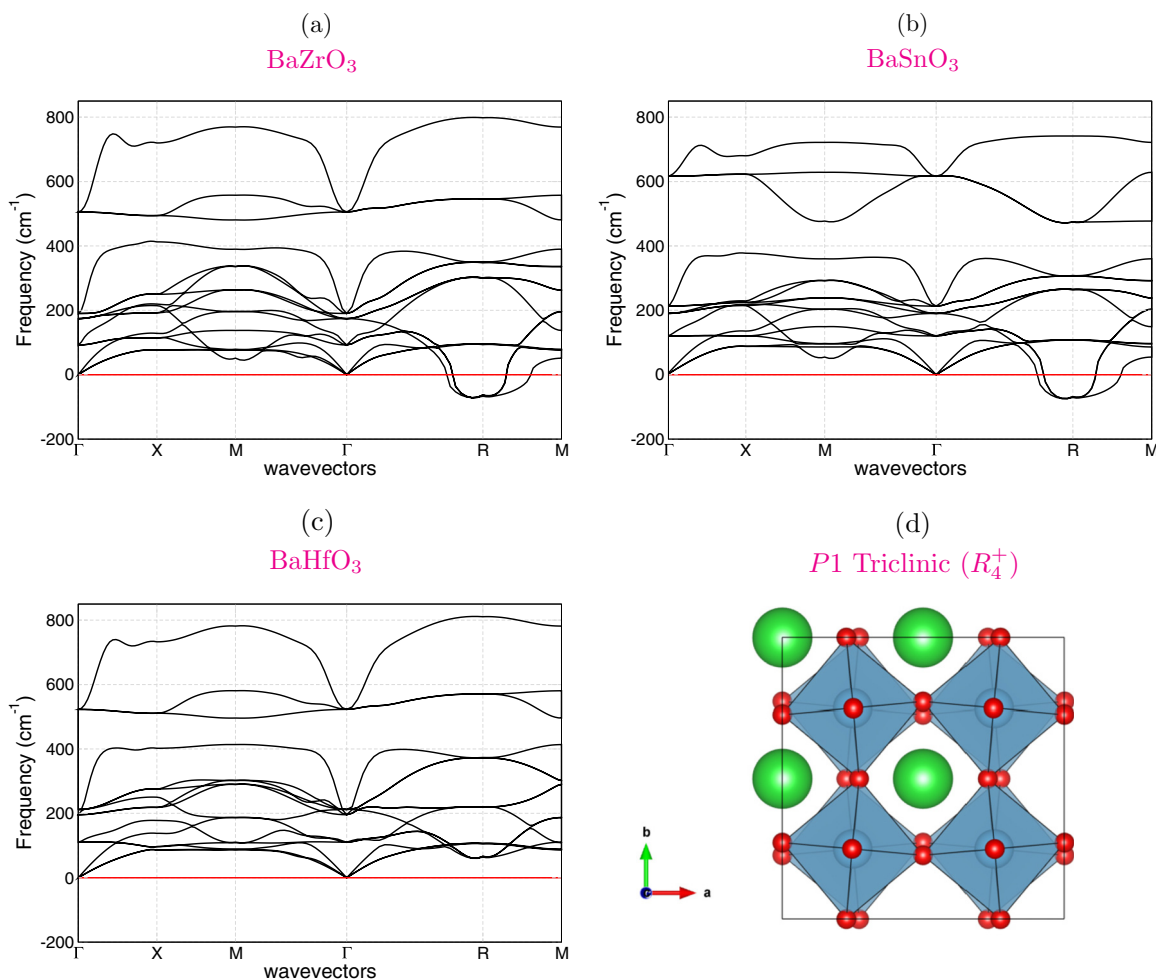 (a)
BaZrO₃
Frequency (cm⁻¹)
800
600
400
200
0
-200
Γ X M Γ R M
wavevectors
(b)
BaSnO₃
Frequency (cm⁻¹)
800
600
400
200
0
-200
Γ X M Γ R M
wavevectors
(c)
BaHfO₃
Frequency (cm⁻¹)
800
600
400
200
0
-200
Γ X M Γ R M
wavevectors
(d)
P1 Triclinic (R₄⁺)
b
a